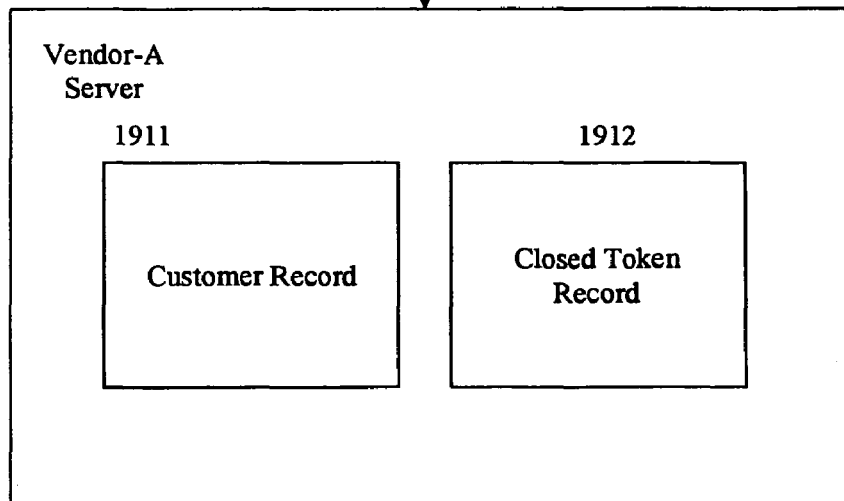 Vendor-A
Server
1911
1912
Customer Record
Closed Token
Record